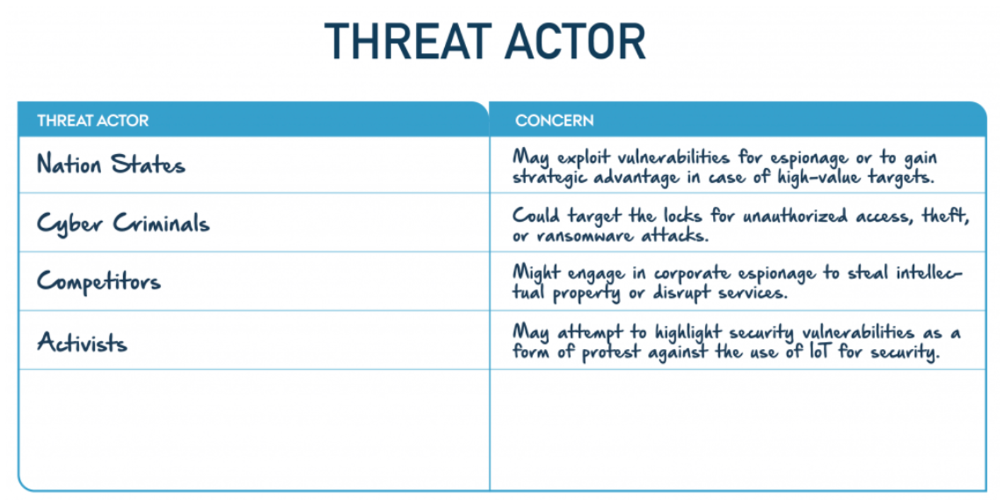 THREAT ACTOR
THREAT ACTOR
CONCERN
Nation States
May exploit vulnerabilities for espionage or to gain
strategic advantage in case of high-value targets.
Cyber Criminals
Could target the locks for unauthorized access, theft,
or ransomware attacks.
Competitors
Might engage in corporate espionage to steal intellec-
tual property or disrupt services.
Activists
May attempt to highlight security vulnerabilities as a
form of protest against the use of IoT for security.